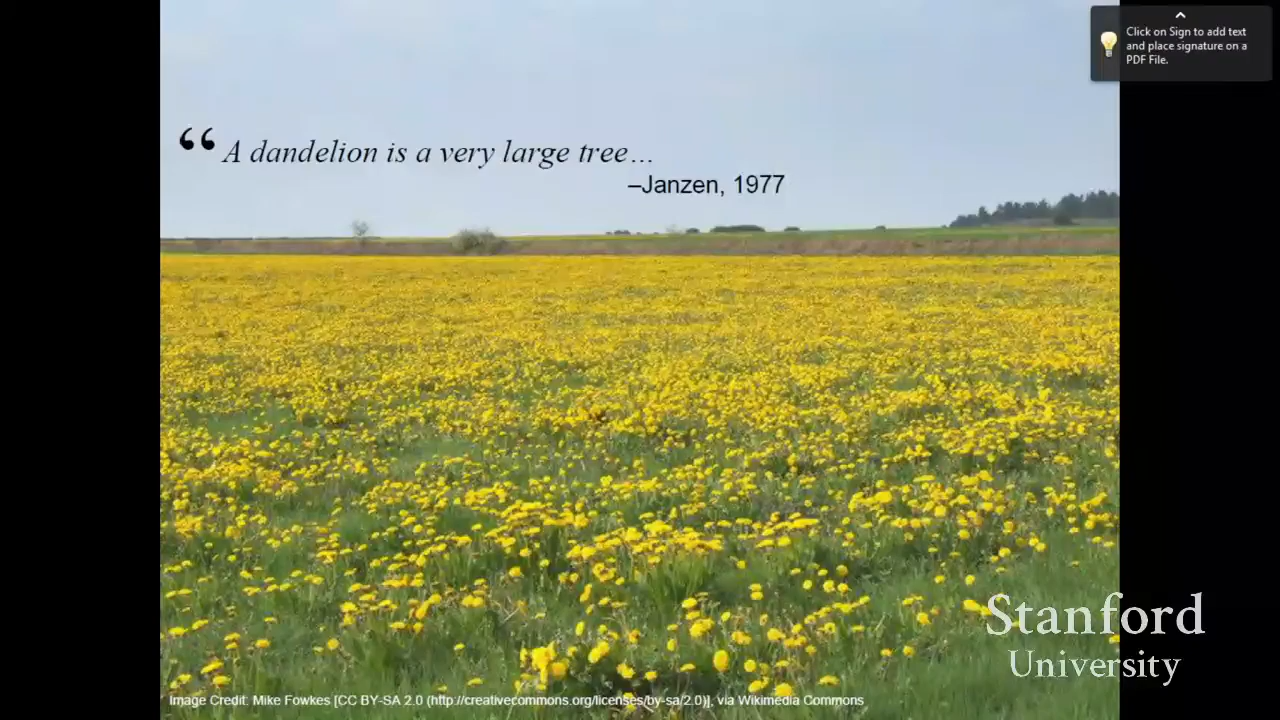 Click on Sign to add text
and place signature on a
PDF File.
“A dandelion is a very large tree…
–Janzen, 1977
Stanford
University
Image Credit: Mike Fowkes [CC BY-SA 2.0 (http://creativecommons.org/licenses/by-sa/2.0)], via Wikimedia Commons